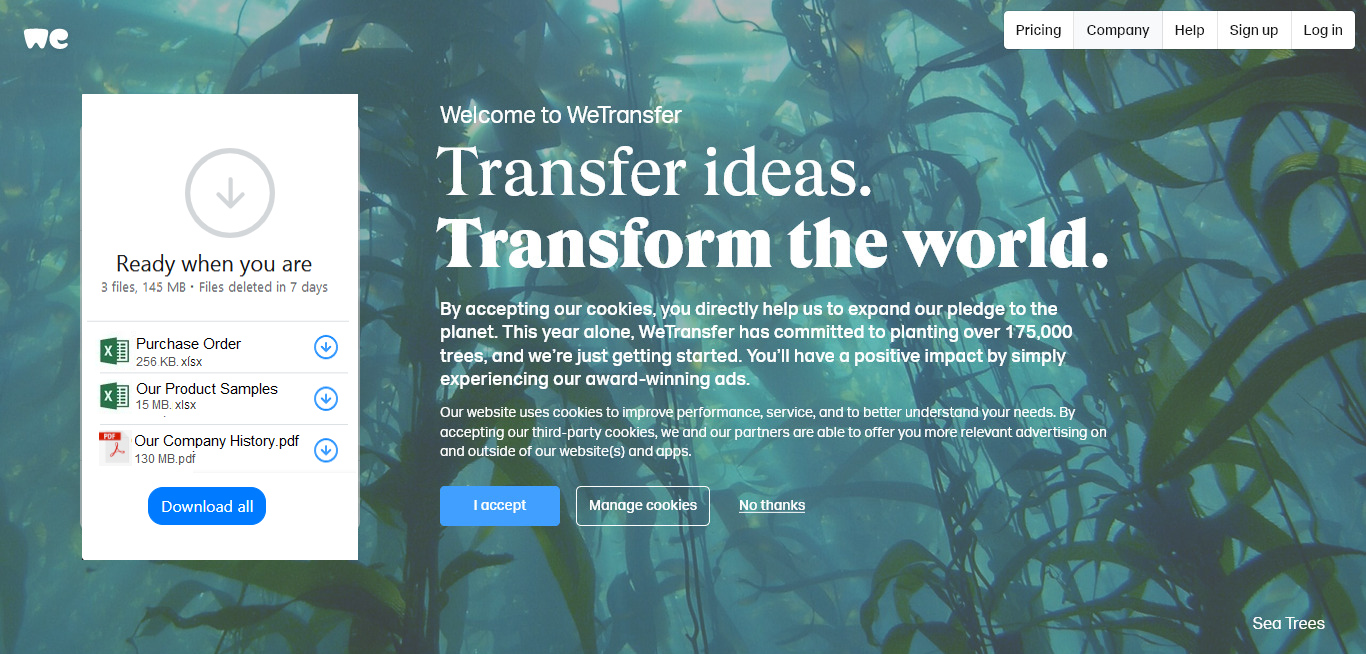 we
Pricing
Company
Help
Sign up
Log in
Ready when you are
3 files, 145 MB • Files deleted in 7 days
Purchase Order
256 KB. xlsx
Our Product Samples
15 MB. xlsx
PDF
Our Company History.pdf
130 MB.pdf
Download all
Welcome to WeTransfer
Transfer ideas.
Transform the world.
By accepting our cookies, you directly help us to expand our pledge to the
planet. This year alone, WeTransfer has committed to planting over 175,000
trees, and we’re just getting started. You’ll have a positive impact by simply
experiencing our award-winning ads.
Our website uses cookies to improve performance, service, and to better understand your needs. By
accepting our third-party cookies, we and our partners are able to offer you more relevant advertising on
and outside of our website(s) and apps.
I accept
Manage cookies
No thanks
Sea Trees